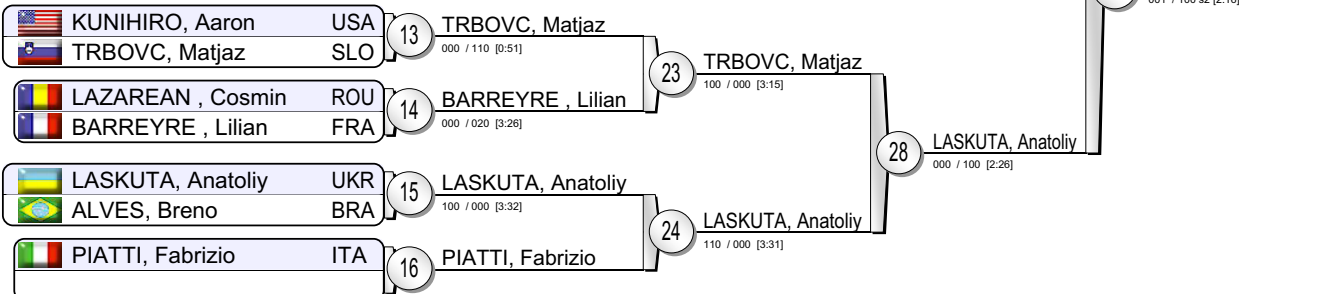 KUNIHIRO, Aaron USA
TRBOVC, Matjaz SLO
13
TRBOVC, Matjaz
000 / 110 [0:51]
LAZAREAN , Cosmin ROU
BARREYRE , Lilian FRA
14
BARREYRE , Lilian
000 / 020 [3:26]
23
TRBOVC, Matjaz
100 / 000 [3:15]
LASKUTA, Anatoliy UKR
ALVES, Breno BRA
15
LASKUTA, Anatoliy
100 / 000 [3:32]
PIATTI, Fabrizio ITA
16
PIATTI, Fabrizio
24
LASKUTA, Anatoliy
110 / 000 [3:31]
28
LASKUTA, Anatoliy
000 / 100 [2:26]